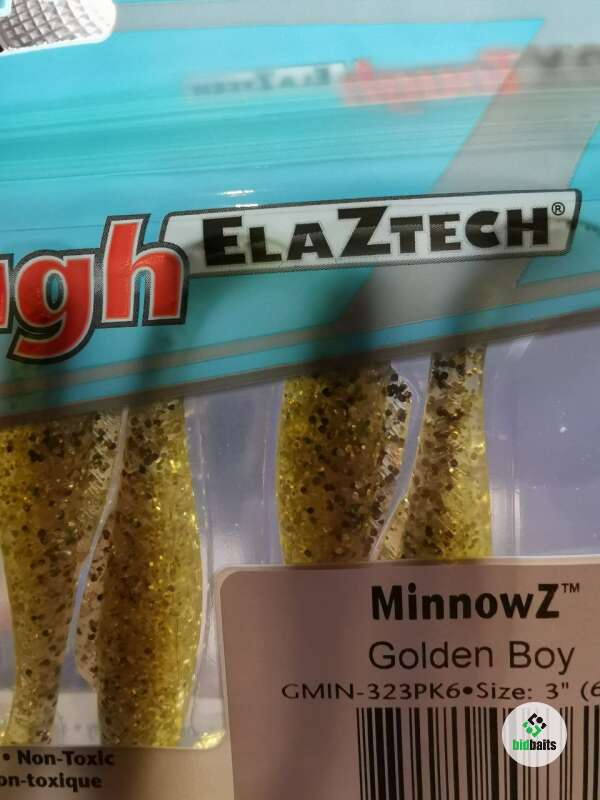 ugh ELAZTECH®
MinnowZ™
Golden Boy
GMIN-323PK6•Size: 3" (6
• Non-Toxic
on-toxique
bidbaits